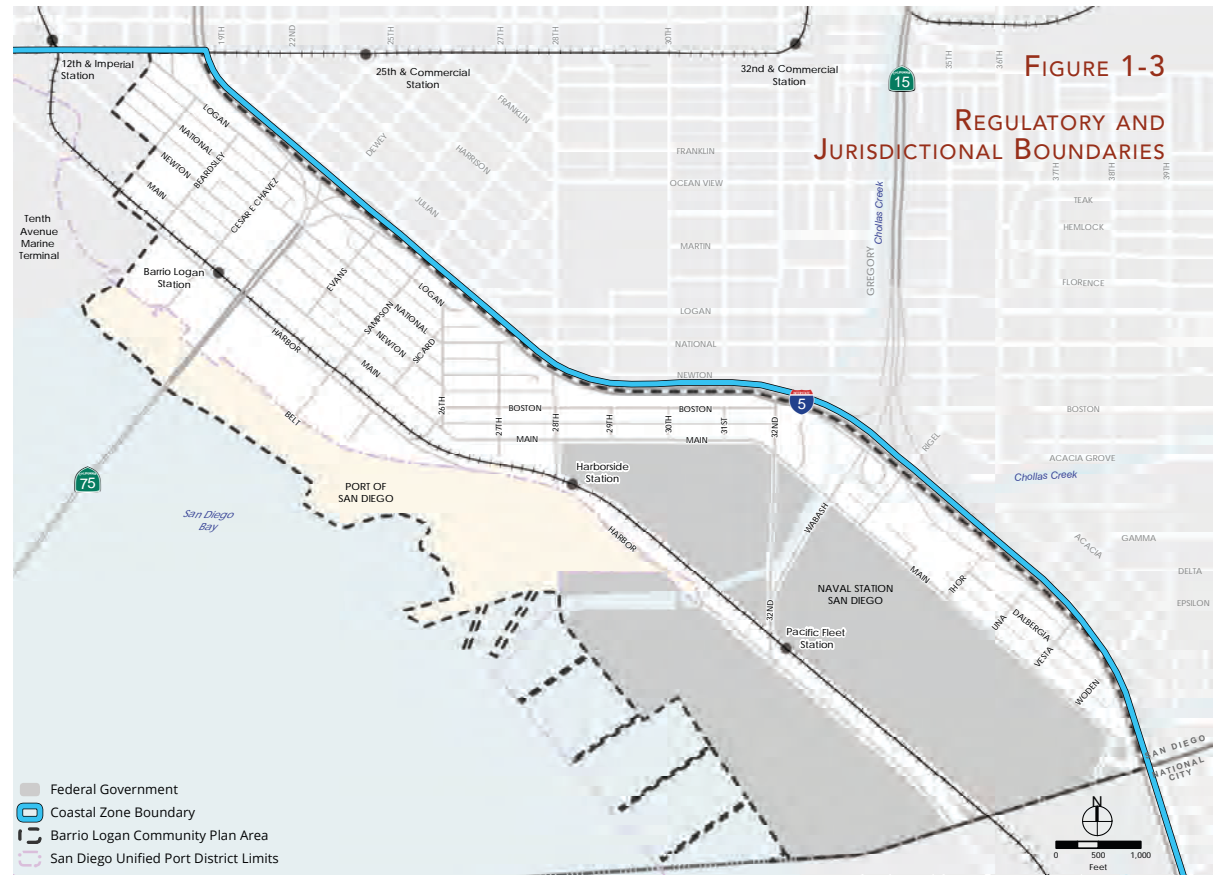 FIGURE 1-3
REGULATORY AND
JURISDICTIONAL BOUNDARIES
19TH
22ND
25TH
27TH
28TH
30TH
35TH
36TH
37TH
38TH
39TH
12th & Imperial
Station
25th & Commercial
Station
32nd & Commercial
Station
CALIFORNIA
15
LOGAN
NATIONAL
NEWTON
MAIN
BEARDSLEY
CESAR E CHAVEZ
DEWEY
FRANKLIN
HARRISON
JULIAN
FRANKLIN
OCEAN VIEW
MARTIN
LOGAN
NATIONAL
NEWTON
GREGORY
Chollas Creek
TEAK
HEMLOCK
FLORENCE
BOSTON
ACACIA GROVE
Chollas Creek
Tenth
Avenue
Marine
Terminal
Barrio Logan
Station
EVANS
LOGAN
SAMPSON
NATIONAL
NEWTON
SICARD
MAIN
HARBOR
BELT
26TH
27TH
28TH
29TH
30TH
31ST
32ND
BOSTON
BOSTON
MAIN
MAIN
5
RIGEL
CALIFORNIA
75
San Diego
Bay
PORT OF
SAN DIEGO
Harborside
Station
HARBOR
WABASH
32ND
NAVAL STATION
SAN DIEGO
Pacific Fleet
Station
MAIN
THOR
UNA
DALBERGIA
VESTA
WODEN
ACACIA
GAMMA
DELTA
EPSILON
SAN DIEGO
NATIONAL
CITY
Federal Government
Coastal Zone Boundary
Barrio Logan Community Plan Area
San Diego Unified Port District Limits
N
0 500 1,000
Feet